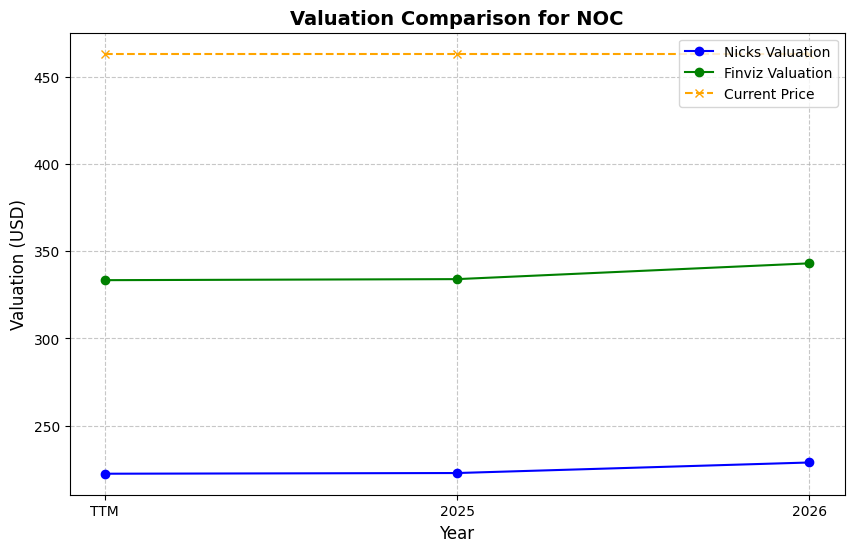 Valuation Comparison for NOC
Nicks Valuation
Finviz Valuation
Current Price
Valuation (USD)
450
400
350
300
250
TTM
2025
2026
Year